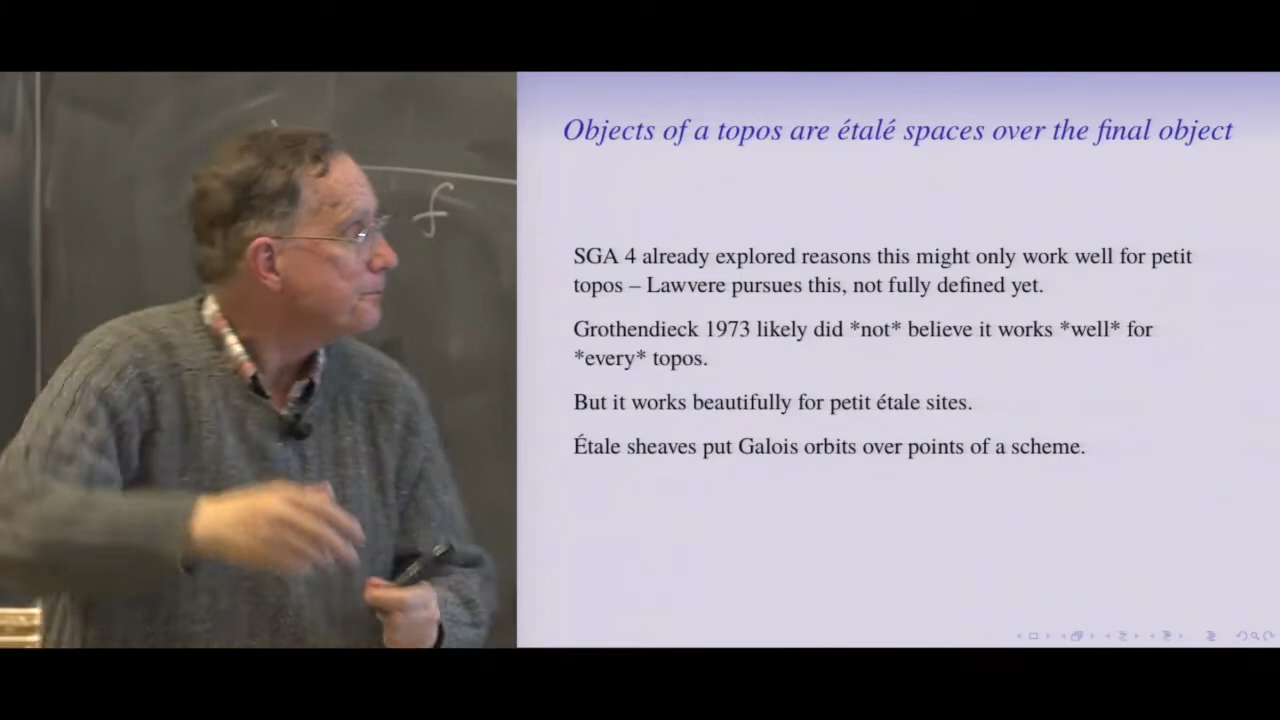 Objects of a topos are étalé spaces over the final object
f
SGA 4 already explored reasons this might only work well for petit
topos – Lawvere pursues this, not fully defined yet.
Grothendieck 1973 likely did *not* believe it works *well* for
*every* topos.
But it works beautifully for petit étale sites.
Étale sheaves put Galois orbits over points of a scheme.